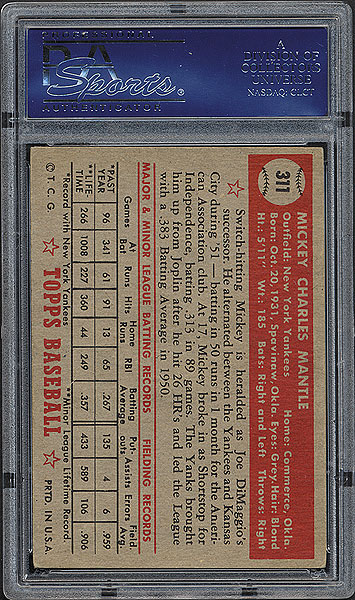 PROFESSIONAL
PSA
Sports
AUTHENTICATOR
A
DIVISION OF
COLLECTORS
UNIVERSE
NASDAQ: CLCT
311
MICKEY CHARLES MANTLE
Outfield: New York Yankees Home: Commerce, Okla.
Born: Oct. 20, 1931, Spavinaw, Okla. Eyes: Grey Hair: Blond
Ht.: 5'11" Wt.: 185 Bats: Right and Left Throws: Right
Switch-hitting Mickey is heralded as Joe DiMaggio's
successor. He alternated between the Yankees and Kansas
City during '51 — batting in 50 runs in 1 month for the Ameri-
can Association club. At 17, Mickey broke in as Shortstop for
Independence, batting .313 in 89 games. The Yanks brought
him up from Joplin after he hit 26 HR's and led the League
with a .383 Batting Average in 1950.
MAJOR & MINOR LEAGUE BATTING RECORDS FIELDING RECORDS
Games At Bat Runs Hits Home Runs RBI Batting Average Put-outs Assists Errors Field Avg.
*PAST YEAR 96 341 61 91 13 65 .267 135 4 6 .959
**LIFE TIME 266 1008 227 360 44 249 .357 433 589 106 .906
*Record with New York Yankees **Minor League Lifetime Record.
© T. C. G. TOPPS BASEBALL PRTD. IN U.S.A.